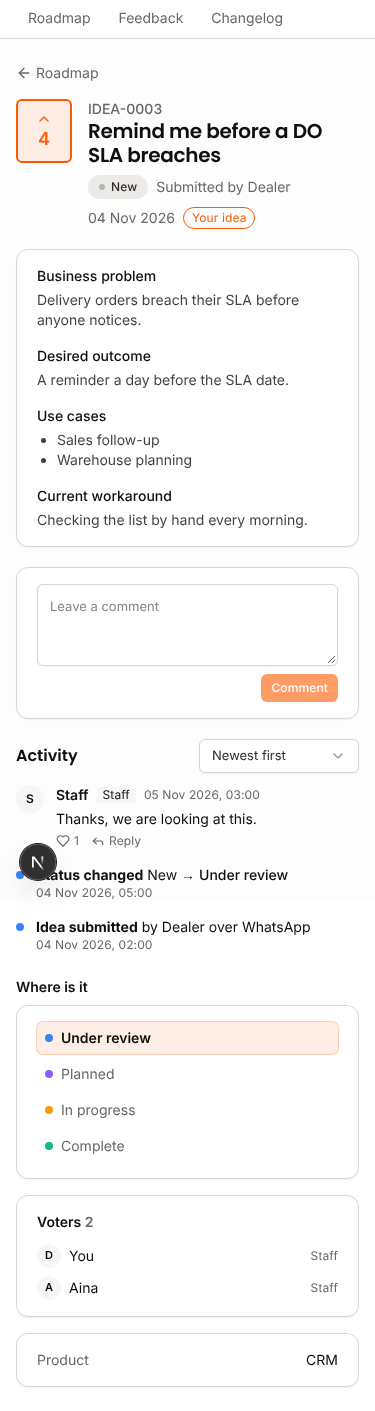 Roadmap Feedback Changelog
← Roadmap
4
IDEA-0003
Remind me before a DO
SLA breaches
New Submitted by Dealer
04 Nov 2026 Your idea
Business problem
Delivery orders breach their SLA before
anyone notices.
Desired outcome
A reminder a day before the SLA date.
Use cases
• Sales follow-up
• Warehouse planning
Current workaround
Checking the list by hand every morning.
Leave a comment
Comment
Activity Newest first
S Staff Staff 05 Nov 2026, 03:00
Thanks, we are looking at this.
1 Reply
N
changed New → Under review
04 Nov 2026, 05:00
Idea submitted by Dealer over WhatsApp
04 Nov 2026, 02:00
Where is it
Under review
Planned
In progress
Complete
Voters 2
D You Staff
A Aina Staff
Product CRM